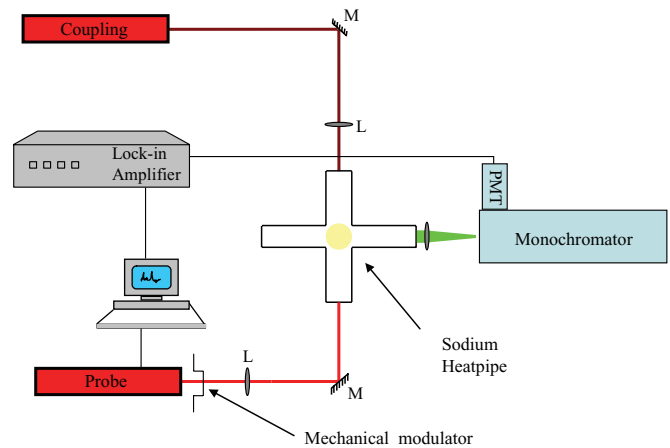 M
Coupling
L
Lock-in
Amplifier
PMT
Monochromator
Sodium
Heatpipe
L
Probe
M
Mechanical modulator